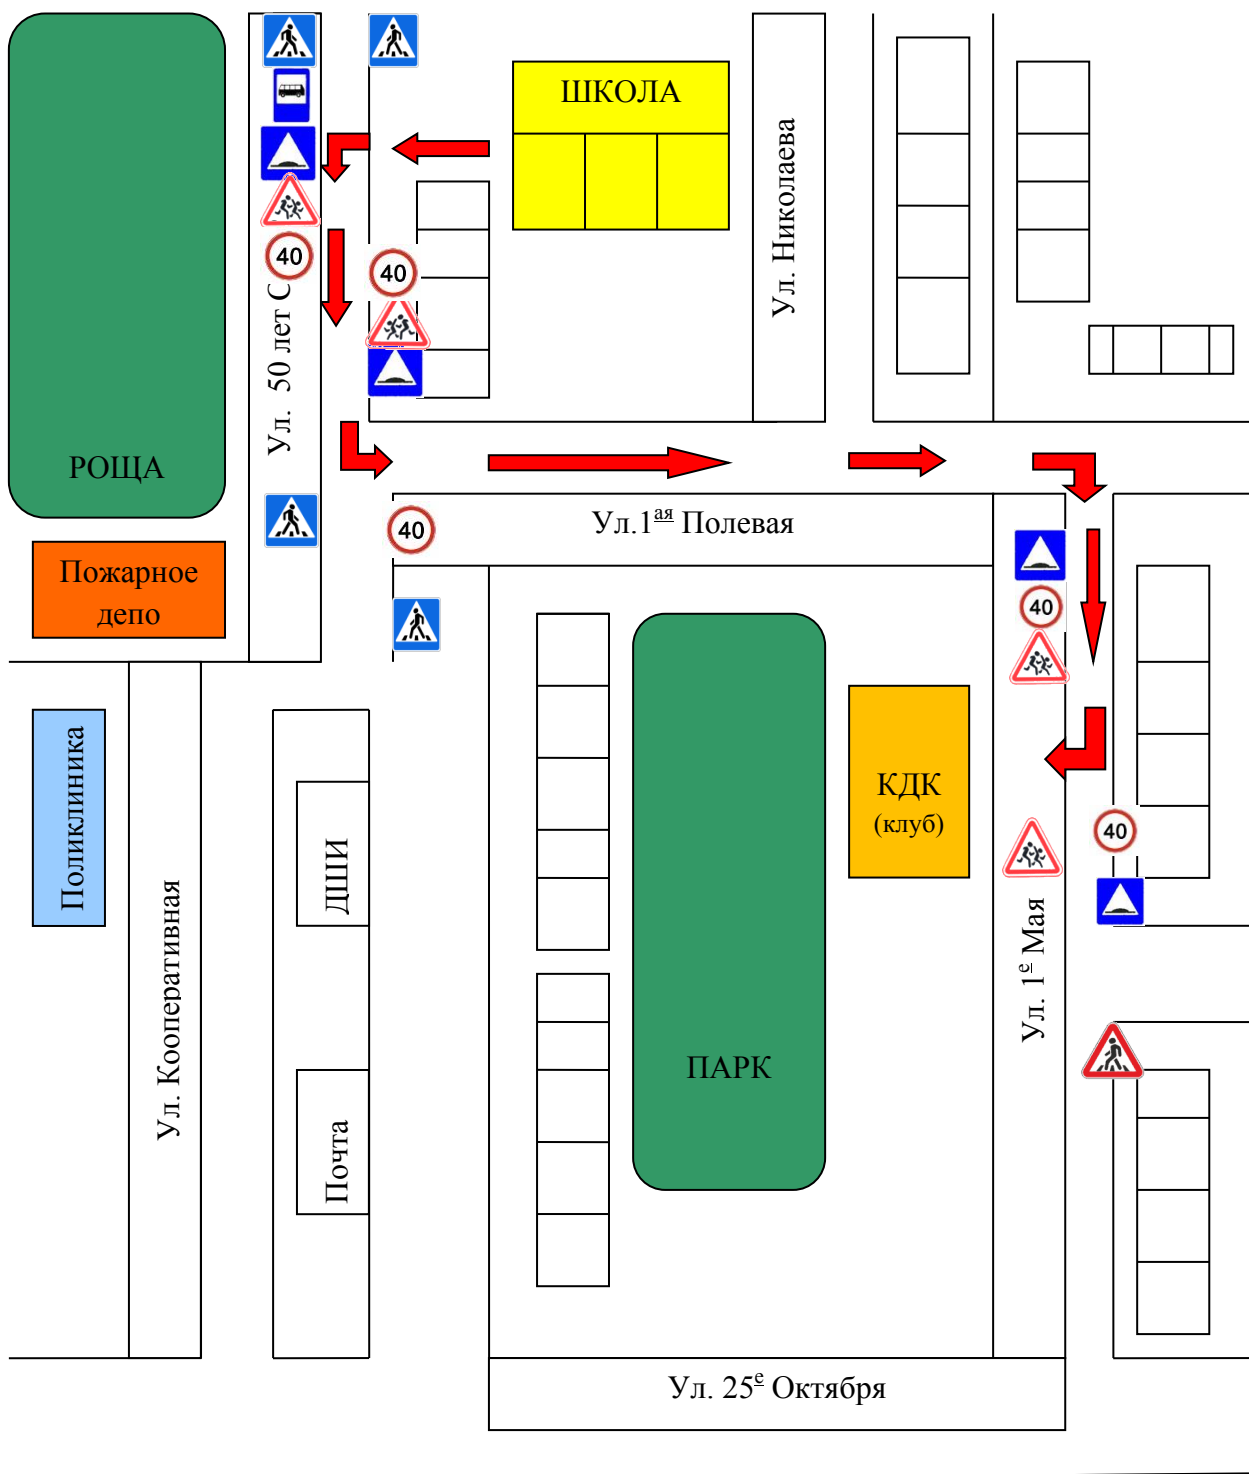 ШКОЛА
Ул. Николаева
40
40
Ул. 50 лет С
РОЩА
40
Ул.1ая Полевая
Пожарное
депо
40
Поликлиника
КДК
(клуб)
40
ДШИ
Ул. Кооперативная
Ул. 1е Мая
ПАРК
Почта
Ул. 25е Октября